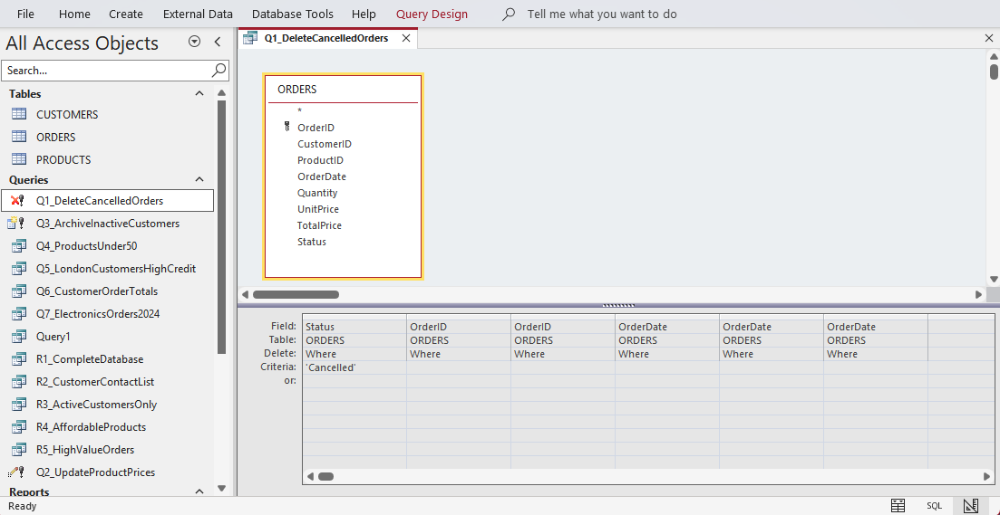 File Home Create External Data Database Tools Help Query Design Tell me what you want to do
All Access Objects
Search...
Tables
CUSTOMERS
ORDERS
PRODUCTS
Queries
Q1_DeleteCancelledOrders
Q3_ArchiveInactiveCustomers
Q4_ProductsUnder50
Q5_LondonCustomersHighCredit
Q6_CustomerOrderTotals
Q7_ElectronicsOrders2024
Query1
R1_CompleteDatabase
R2_CustomerContactList
R3_ActiveCustomersOnly
R4_AffordableProducts
R5_HighValueOrders
Q2_UpdateProductPrices
Reports
Q1_DeleteCancelledOrders
ORDERS
*
OrderID
CustomerID
ProductID
OrderDate
Quantity
UnitPrice
TotalPrice
Status
Field: Status OrderID OrderID OrderDate OrderDate OrderDate
Table: ORDERS ORDERS ORDERS ORDERS ORDERS ORDERS
Delete: Where Where Where Where Where Where
Criteria: 'Cancelled'
or:
Ready SQL